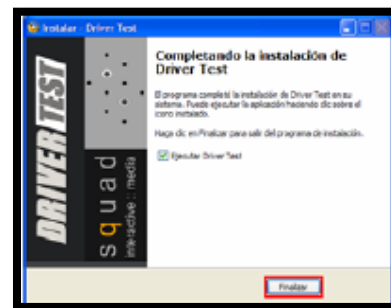 Instalar - Driver Test
DRIVER TEST
squad
interactive :: media
Completando la instalación de
Driver Test
El programa completó la instalación de Driver Test en su
sistema. Puede ejecutar la aplicación haciendo clic sobre el
icono instalado.
Haga clic en Finalizar para salir del programa de instalación.
Ejecutar Driver Test
Finalizar